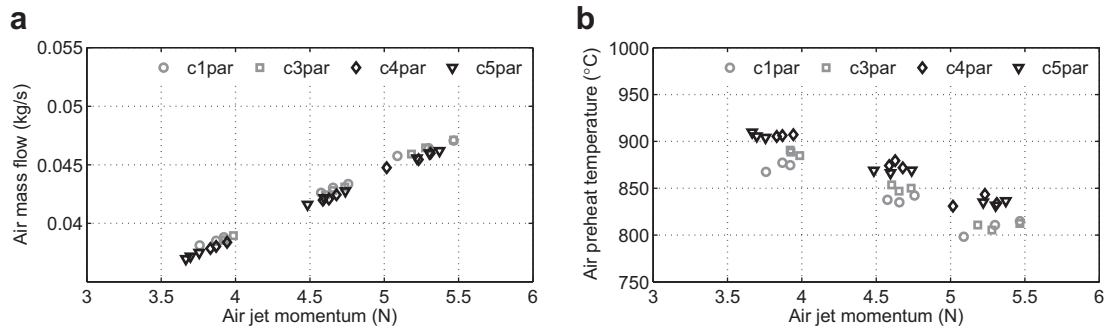 a
0.055
0.05
0.045
0.04
Air mass flow (kg/s)
c1par c3par c4par c5par
3 3.5 4 4.5 5 5.5 6
Air jet momentum (N)
b
1000
950
900
850
800
750
Air preheat temperature (°C)
c1par c3par c4par c5par
3 3.5 4 4.5 5 5.5 6
Air jet momentum (N)